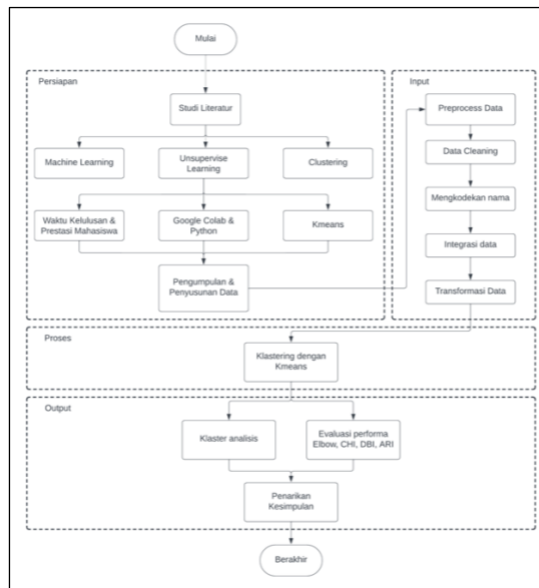 Mulai
Persiapan
Studi Literatur
Machine Learning
Unsupervise
Learning
Clustering
Waktu Kelulusan &
Prestasi Mahasiswa
Google Colab &
Python
Kmeans
Pengumpulan &
Penyusunan Data
Input
Preprocess Data
Data Cleaning
Mengkodekan nama
Integrasi data
Transformasi Data
Proses
Klastering dengan
Kmeans
Output
Klaster analisis
Evaluasi performa
Elbow, CHI, DBI, ARI
Penarikan
Kesimpulan
Berakhir